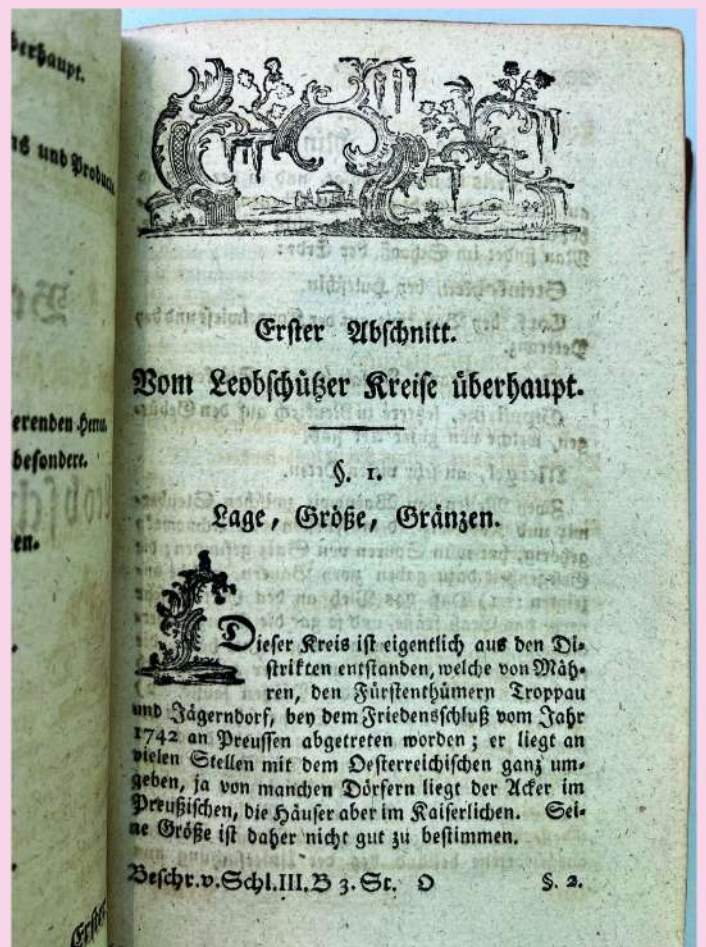 berhaupt.
ns und Product
erenden Herrn.
besondere.
en.
Erster
Erster Abschnitt.
Vom Leobschützer Kreise überhaupt.
§. 1.
Lage, Größe, Gränzen.
Dieser Kreis ist eigentlich aus den Di-
strikten entstanden, welche von Mäh-
ren, den Fürstenthümern Troppau
und Jägerndorf, bey dem Friedensschluß vom Jahr
1742 an Preussen abgetreten worden; er liegt an
vielen Stellen mit dem Oesterreichischen ganz um-
geben, ja von manchen Dörfern liegt der Acker im
Preußischen, die Häuser aber im Kaiserlichen. Sei-
ne Größe ist daher nicht gut zu bestimmen.
Beschr. v. Schl. III. B 3. St. O §. 2.